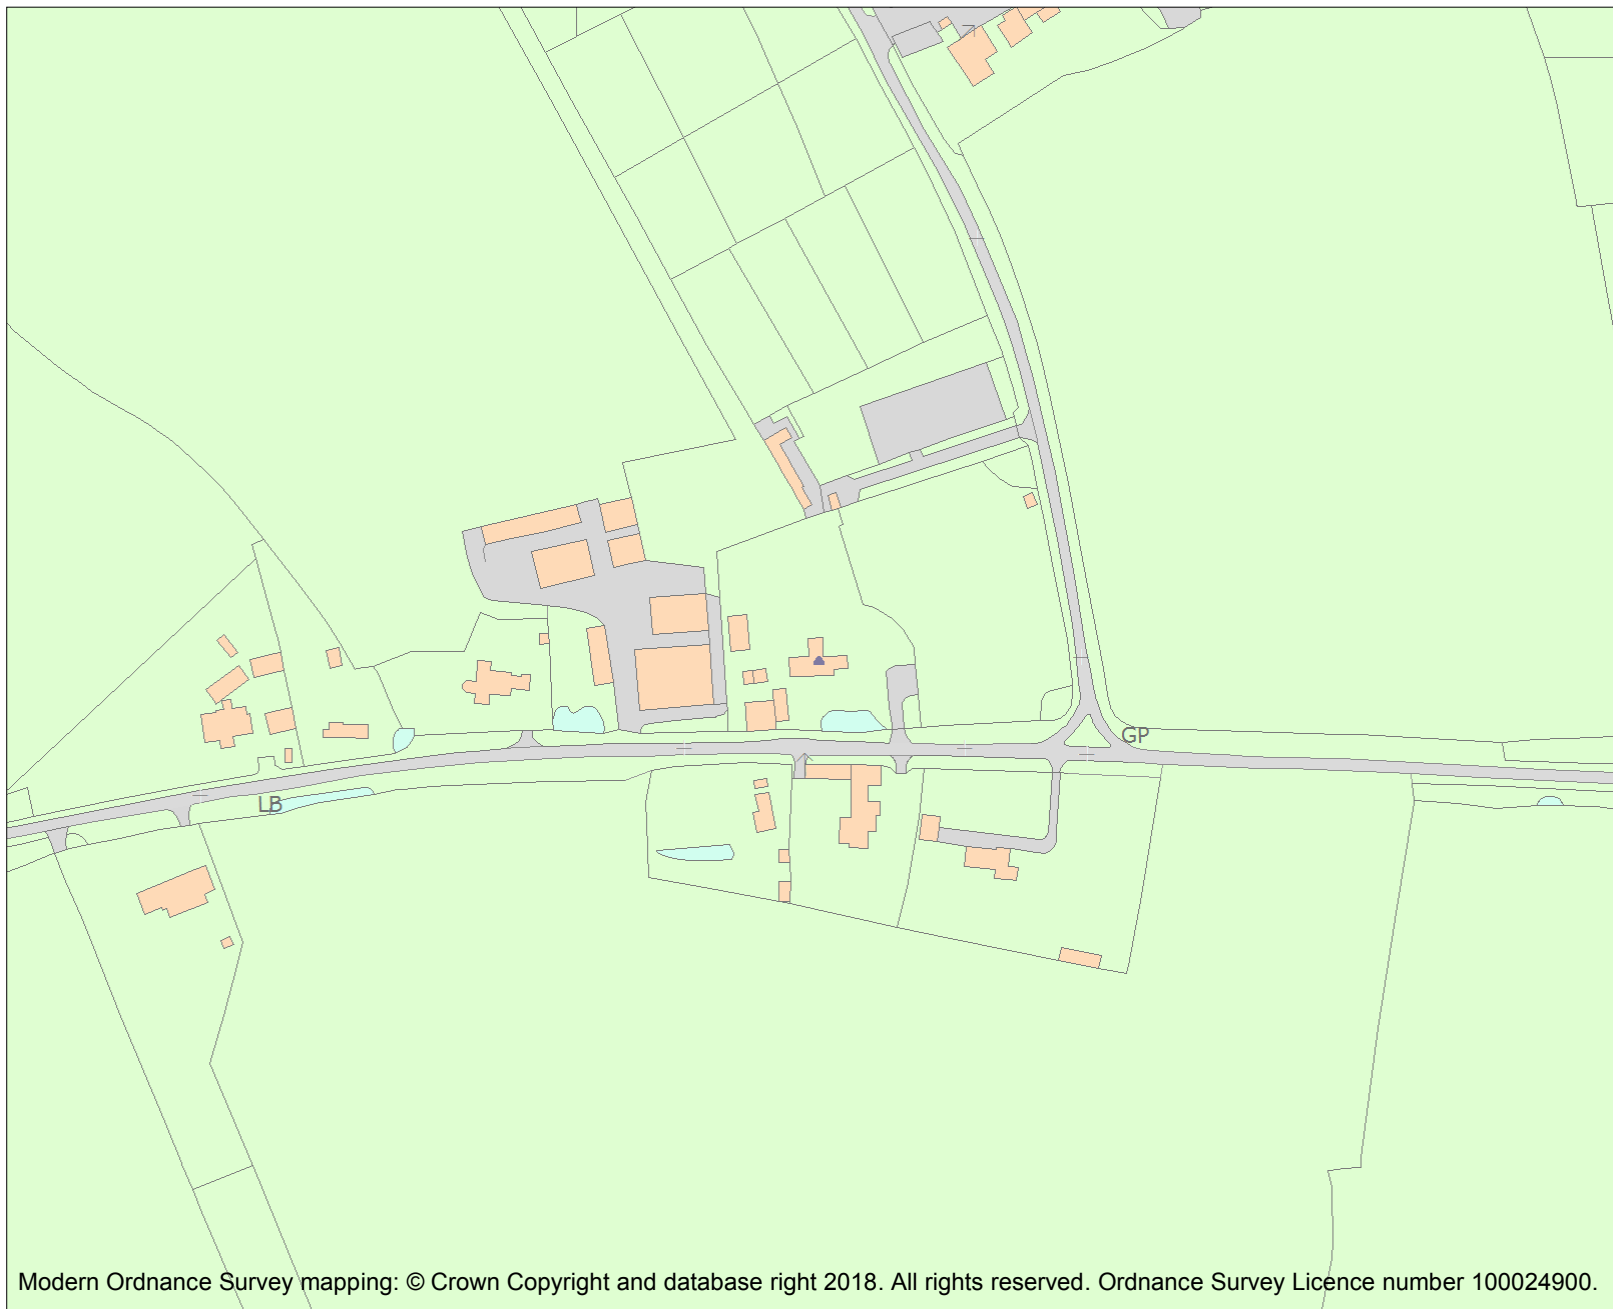 GP
LB
Modern Ordnance Survey mapping: © Crown Copyright and database right 2018. All rights reserved. Ordnance Survey Licence number 100024900.